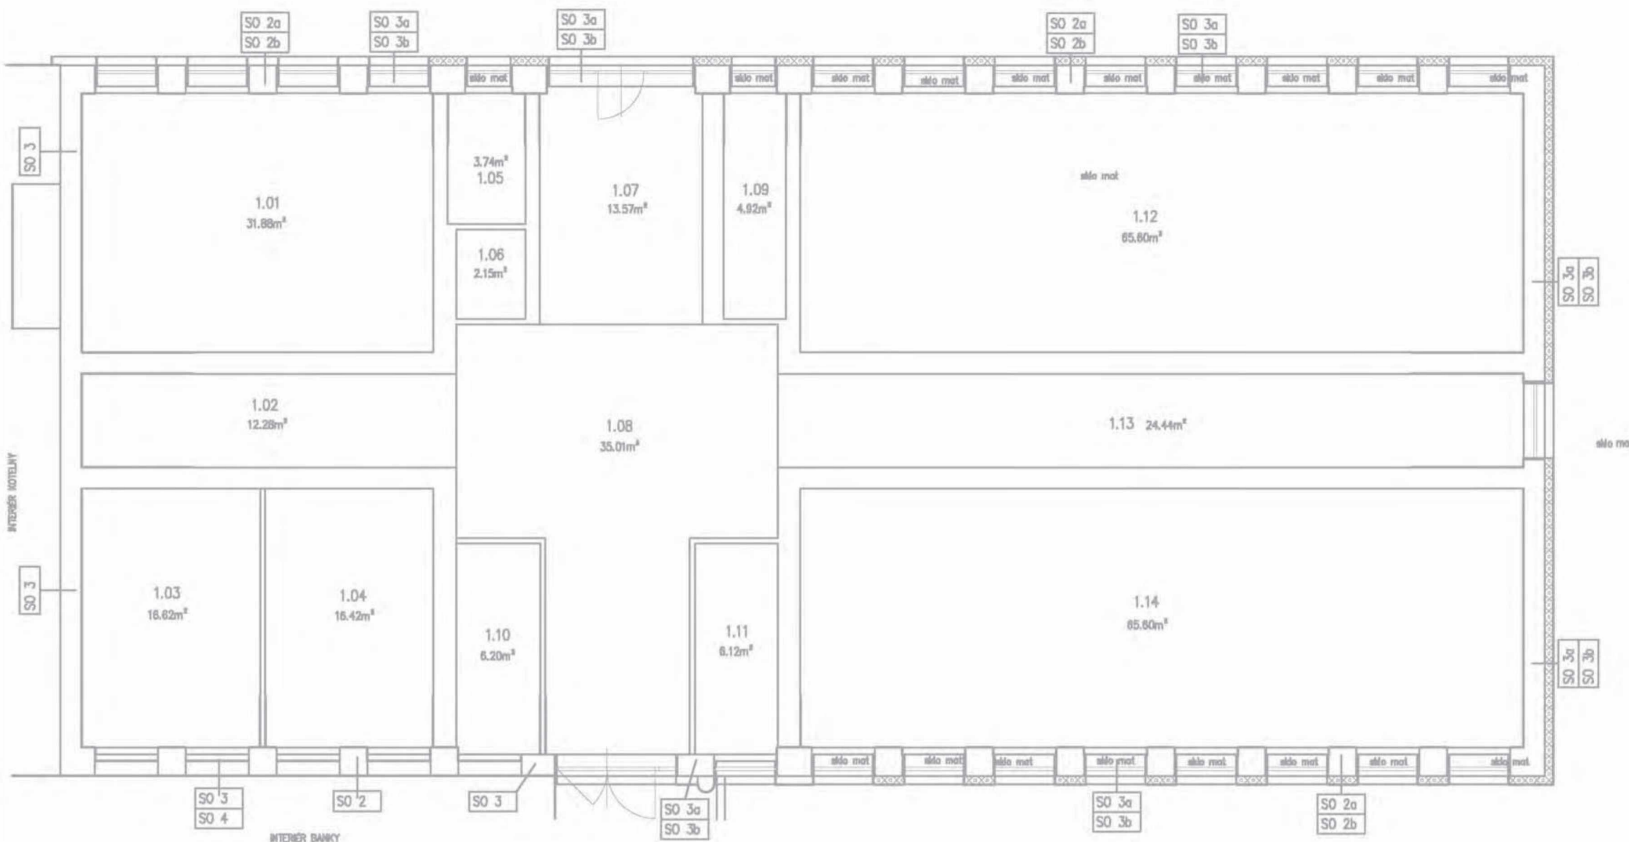 SO 2a
SO 2b
SO 3a
SO 3b
SO 3a
SO 3b
SO 2a
SO 2b
SO 3a
SO 3b
sklo mat
sklo mat
sklo mat
sklo mat
sklo mat
sklo mat
sklo mat
sklo mat
sklo mat
sklo mat
SO 3
1.01
31.88m²
3.74m²
1.05
1.06
2.15m²
1.07
13.57m²
1.09
4.92m²
sklo mat
1.12
65.60m²
SO 3a
SO 3b
1.02
12.28m²
1.08
35.01m²
1.13 24.44m²
sklo
INTERIÉR KOTELNY
SO 3
1.03
16.62m²
1.04
16.42m²
1.10
6.20m²
1.11
6.12m²
1.14
65.60m²
SO 3a
SO 3b
sklo mat
sklo mat
sklo mat
sklo mat
sklo mat
sklo mat
sklo mat
sklo mat
SO 3
SO 4
SO 2
SO 3
SO 3a
SO 3b
SO 3a
SO 3b
SO 2a
SO 2b
INTERIÉR BANKY